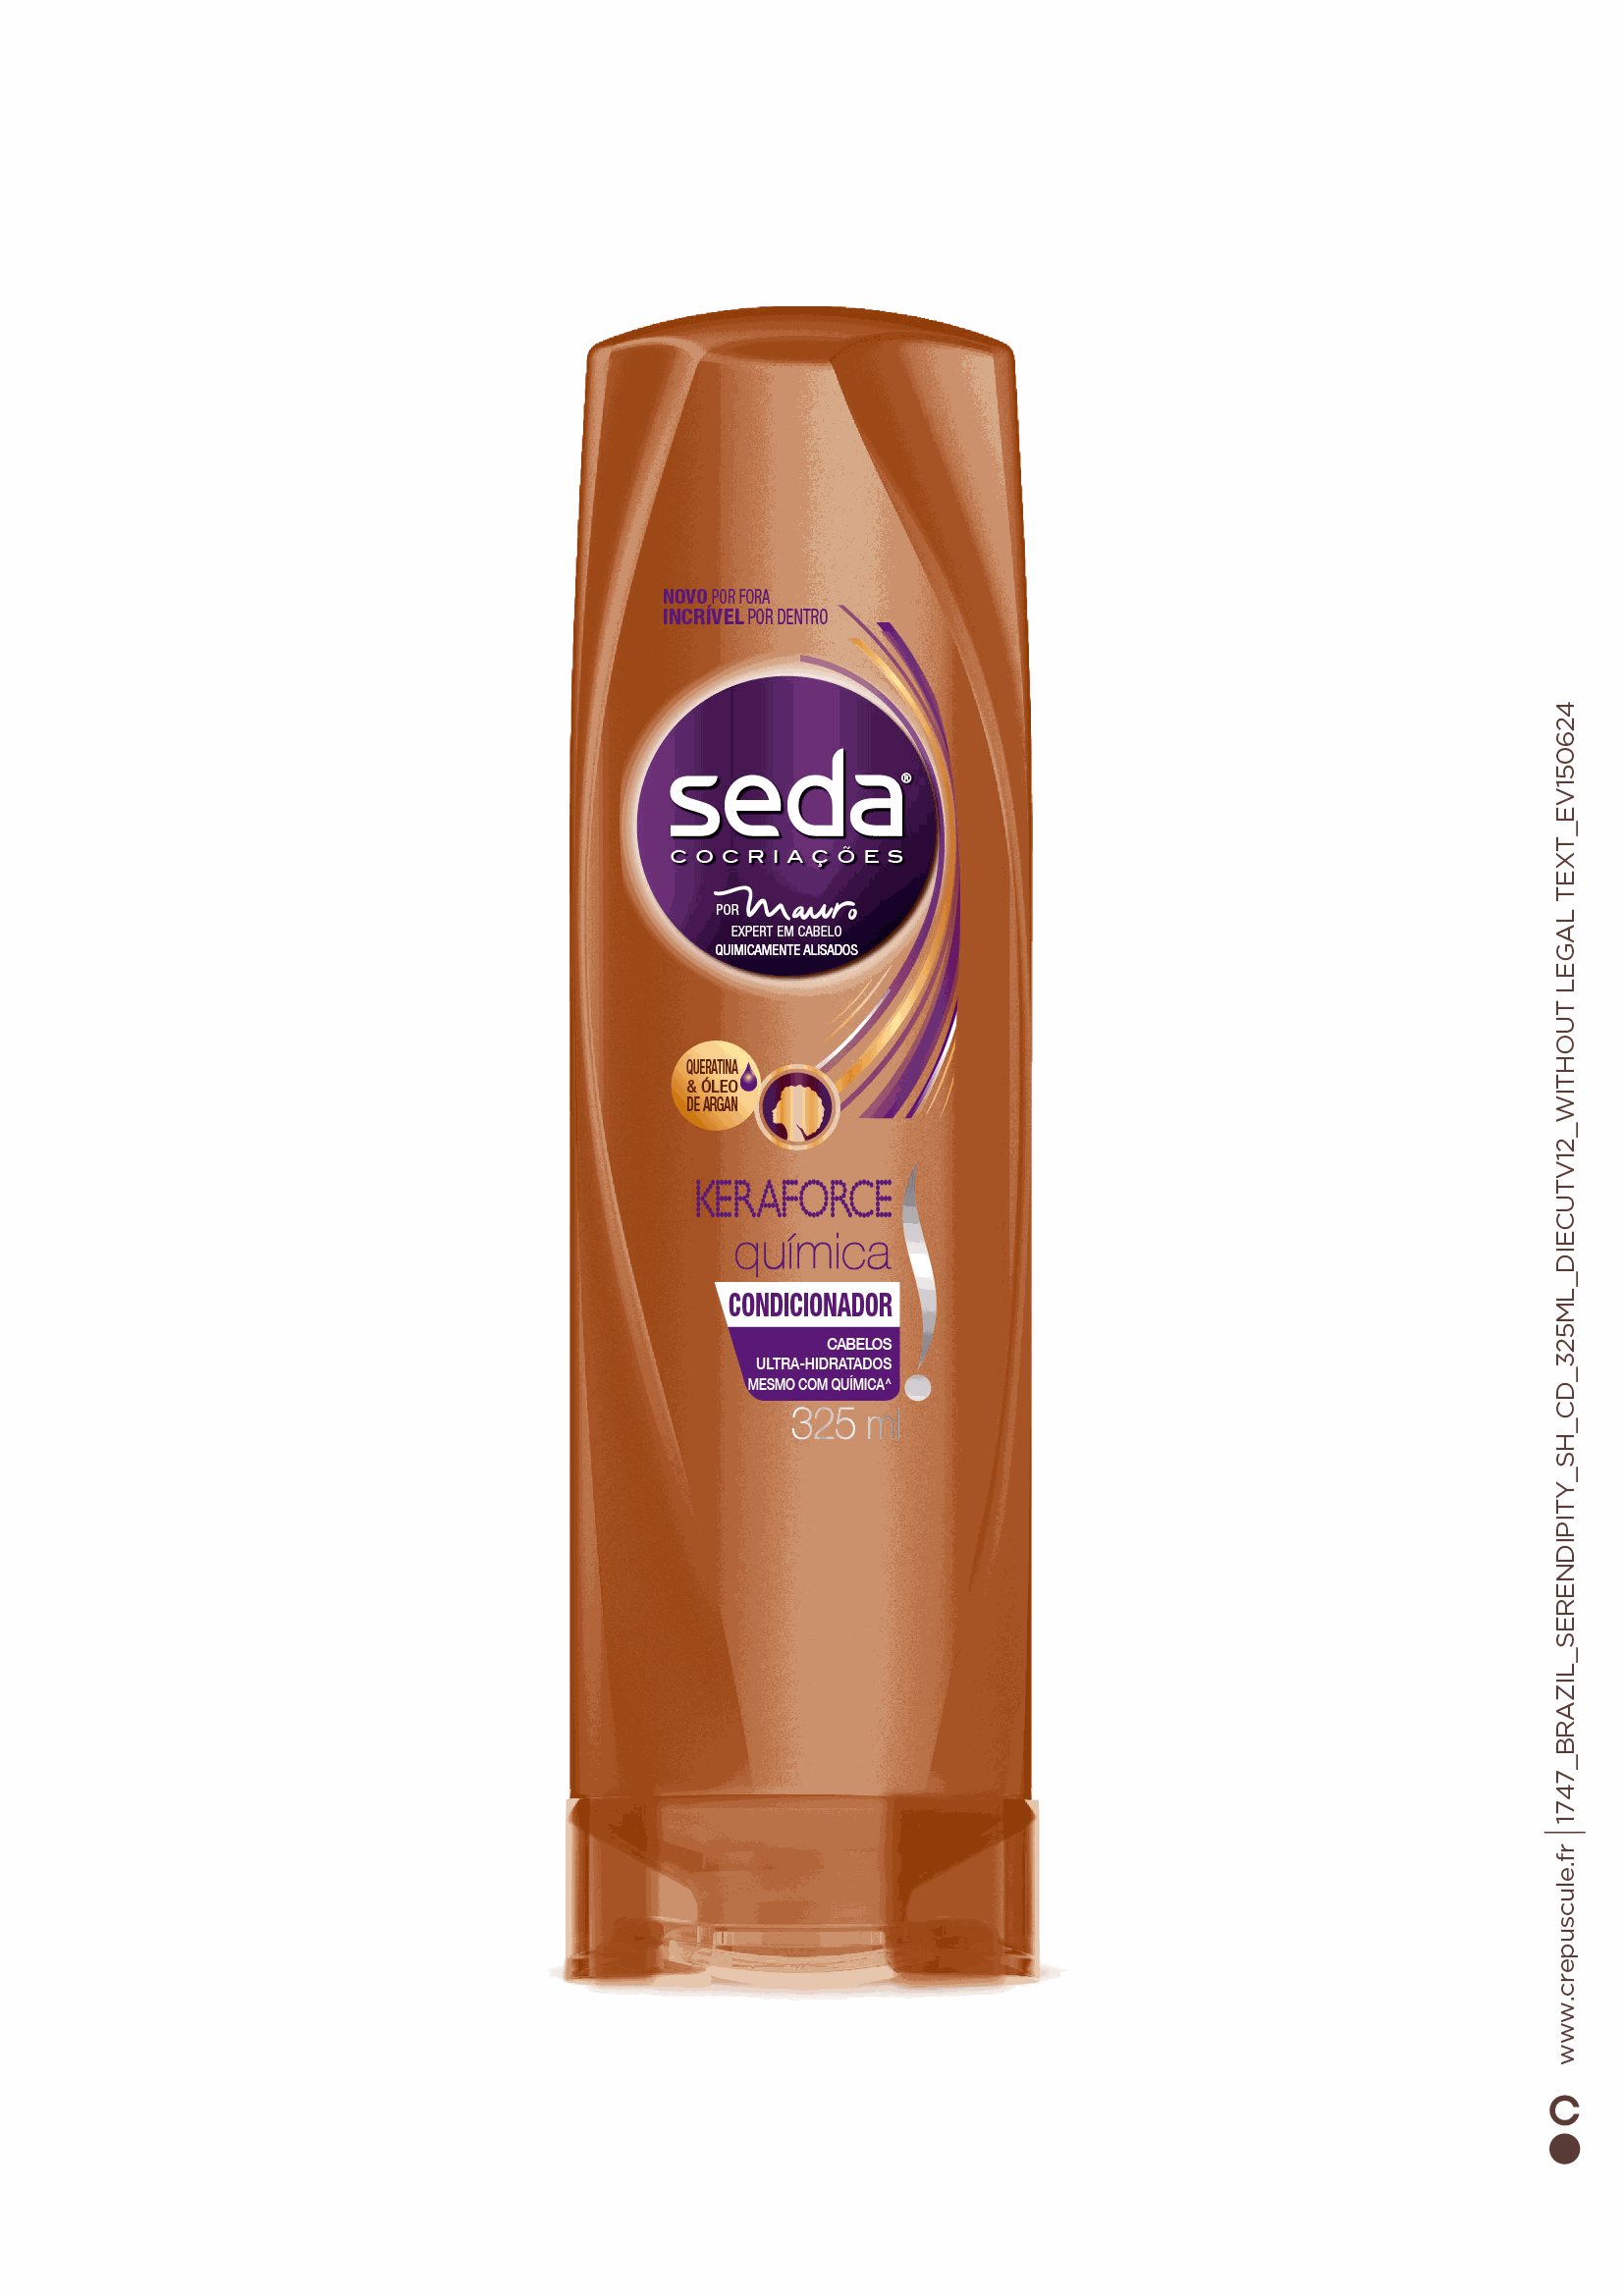 NOVO POR FORA
INCRÍVEL POR DENTRO
seda®
COCRIAÇÕES
POR Mauro
EXPERT EM CABELO
QUIMICAMENTE ALISADOS
QUERATINA
& ÓLEO
DE ARGAN
KERAFORCE
química
CONDICIONADOR
CABELOS
ULTRA-HIDRATADOS
MESMO COM QUÍMICA^
325 ml
C www.crepuscule.fr | 1747_BRAZIL_SERENDIPITY_SH_CD_325ML_DIECUTV12_WITHOUT LEGAL TEXT_EV150624